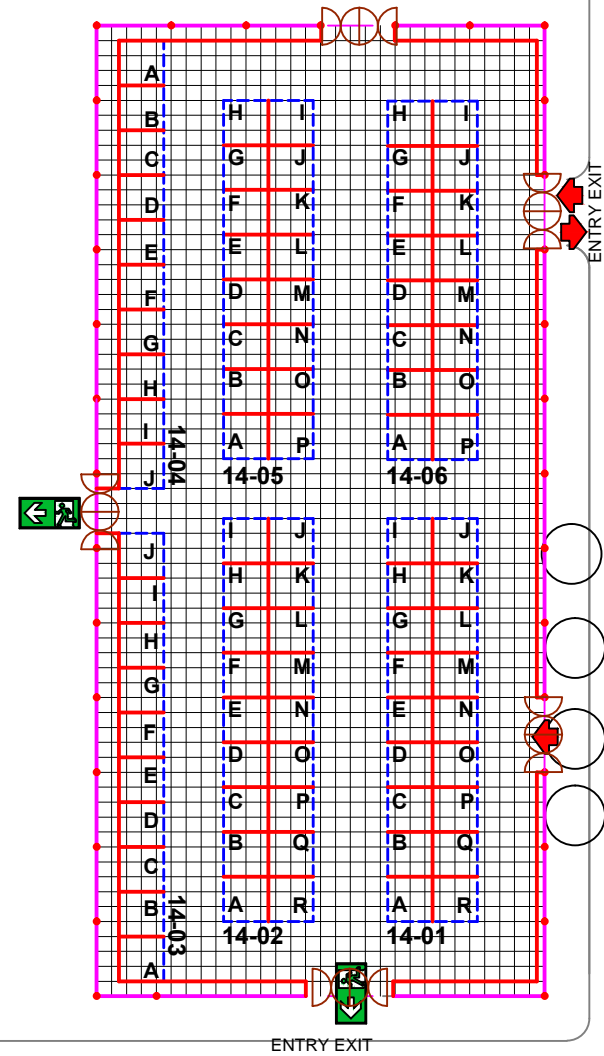 A
B
C
D
E
F
G
H
I
J
14-04
H I
G J
F K
E L
D M
C N
B O
A P
14-05
H I
G J
F K
E L
D M
C N
B O
A P
14-06
ENTRY EXIT
J
I
H
G
F
E
D
C
B
A
14-03
I J
H K
G L
F M
E N
D O
C P
B Q
A R
14-02
I J
H K
G L
F M
E N
D O
C P
B Q
A R
14-01
ENTRY EXIT